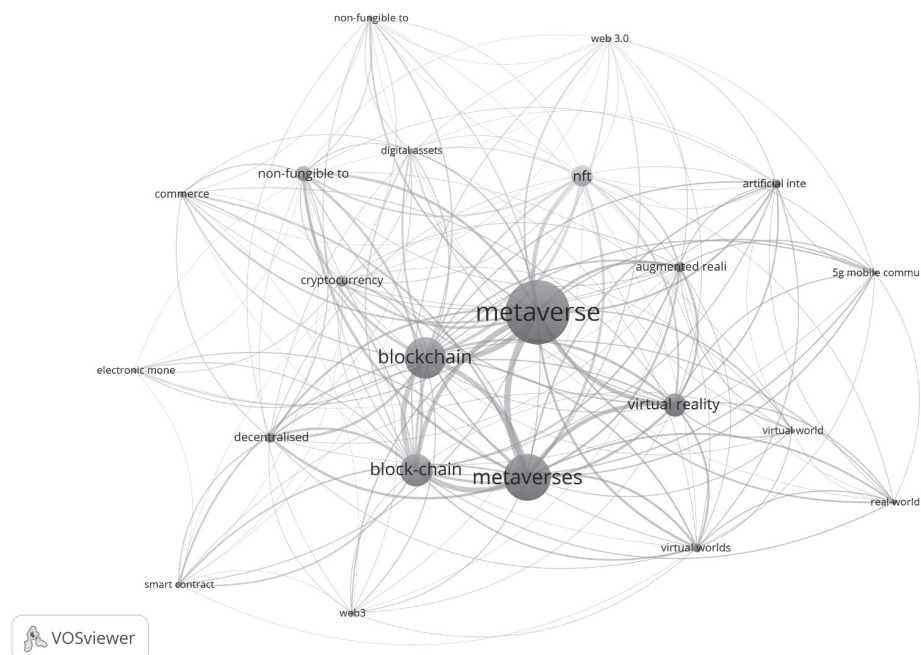 non-fungible to
web 3.0
digital assets
non-fungible to
nft
commerce
artificial inte
augmented reali
5g mobile commu
cryptocurrency
metaverse
blockchain
electronic mone
virtual reality
virtual world
decentralised
block-chain
metaverses
real-world
virtual worlds
smart contract
web3
VOSviewer